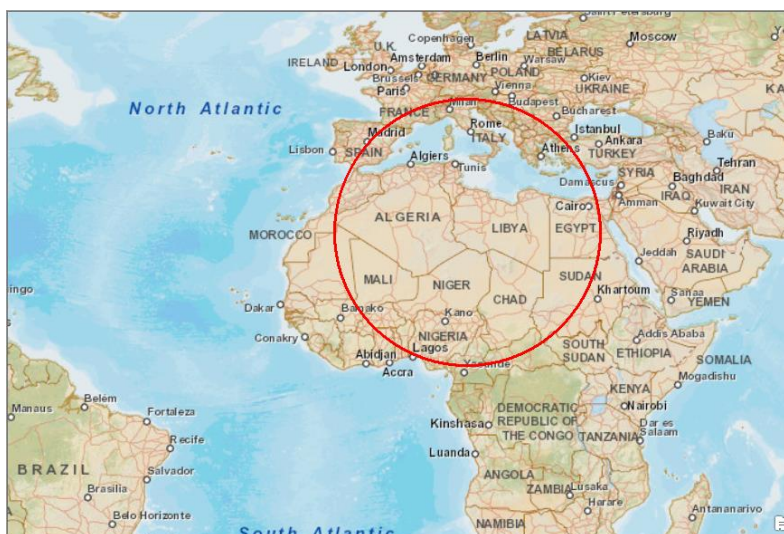 Saint Petersburg
LATVIA
Moscow
Copenhagen
U.K.
BELARUS
IRELAND
Amsterdam
Berlin
Warsaw
London
POLAND
Brussels
GERMANY
Kiev
UKRAINE
Paris
Vienna
Budapest
FRANCE
Milan
Bucharest
North Atlantic
Rome
ITALY
Istanbul
Madrid
Ankara
Baku
Lisbon
SPAIN
Algiers
Tunis
Athens
TURKEY
Tehran
SYRIA
Damascus
Baghdad
IRAN
Amman
IRAQ
Kuwait City
Cairo
ALGERIA
LIBYA
EGYPT
MOROCCO
Riyadh
Jeddah
SAUDI
ARABIA
MALI
NIGER
SUDAN
CHAD
Khartoum
Sanaa
YEMEN
Dakar
Bamako
Kano
Conakry
NIGERIA
Addis Ababa
Abidjan
Lagos
SOUTH
SUDAN
ETHIOPIA
SOMALIA
Accra
Yaounde
Mogadishu
KENYA
Nairobi
Belém
Manaus
Fortaleza
DEMOCRATIC
REPUBLIC OF
THE CONGO
Kinshasa
Dar es
Salaam
TANZANIA
Recife
Luanda
BRAZIL
Salvador
ANGOLA
Brasilia
ZAMBIA
Lusaka
Harare
Antananarivo
Belo Horizonte
NAMIBIA
South Atlantic